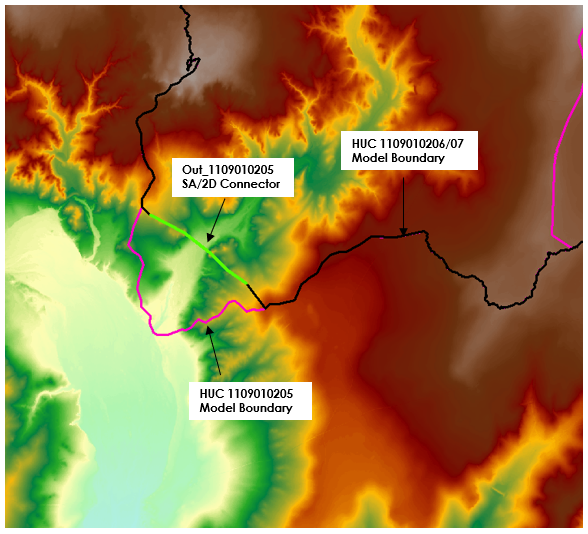 HUC 1109010206/07
Model Boundary
Out_1109010205
SA/2D Connector
HUC 1109010205
Model Boundary